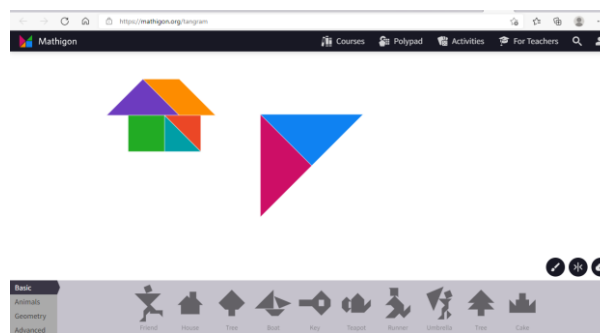 https://mathigon.org/tangram
Mathigon Courses Polypad Activities For Teachers
Basic
Animals
Geometry
Advanced
Friend House Tree Boat Key Teapot Runner Umbrella Tree Cake